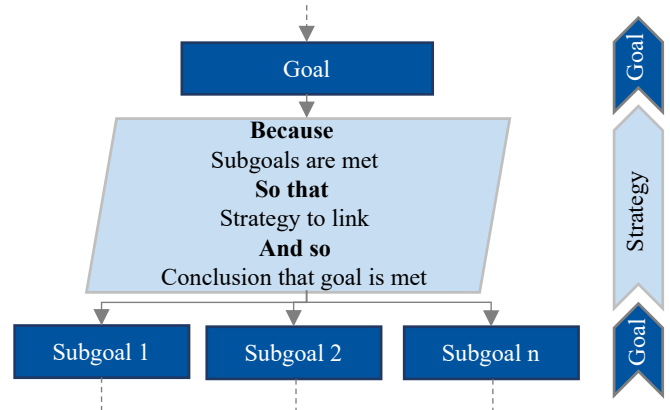 Goal
Because
Subgoals are met
So that
Strategy to link
And so
Conclusion that goal is met
Subgoal 1
Subgoal 2
Subgoal n
Goal
Strategy
Goal